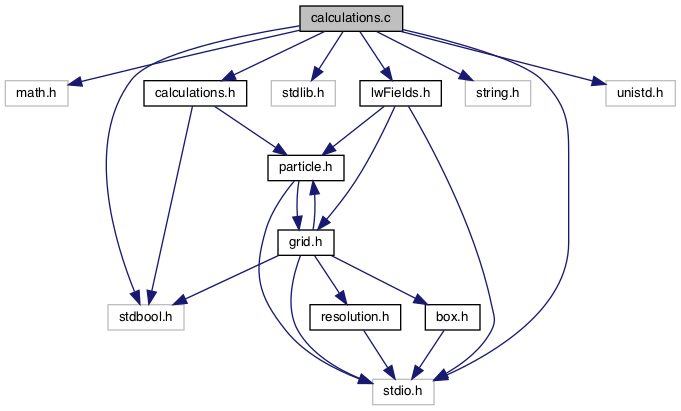 calculations.c
math.h
calculations.h
stdlib.h
lwFields.h
string.h
unistd.h
particle.h
grid.h
stdbool.h
resolution.h
box.h
stdio.h